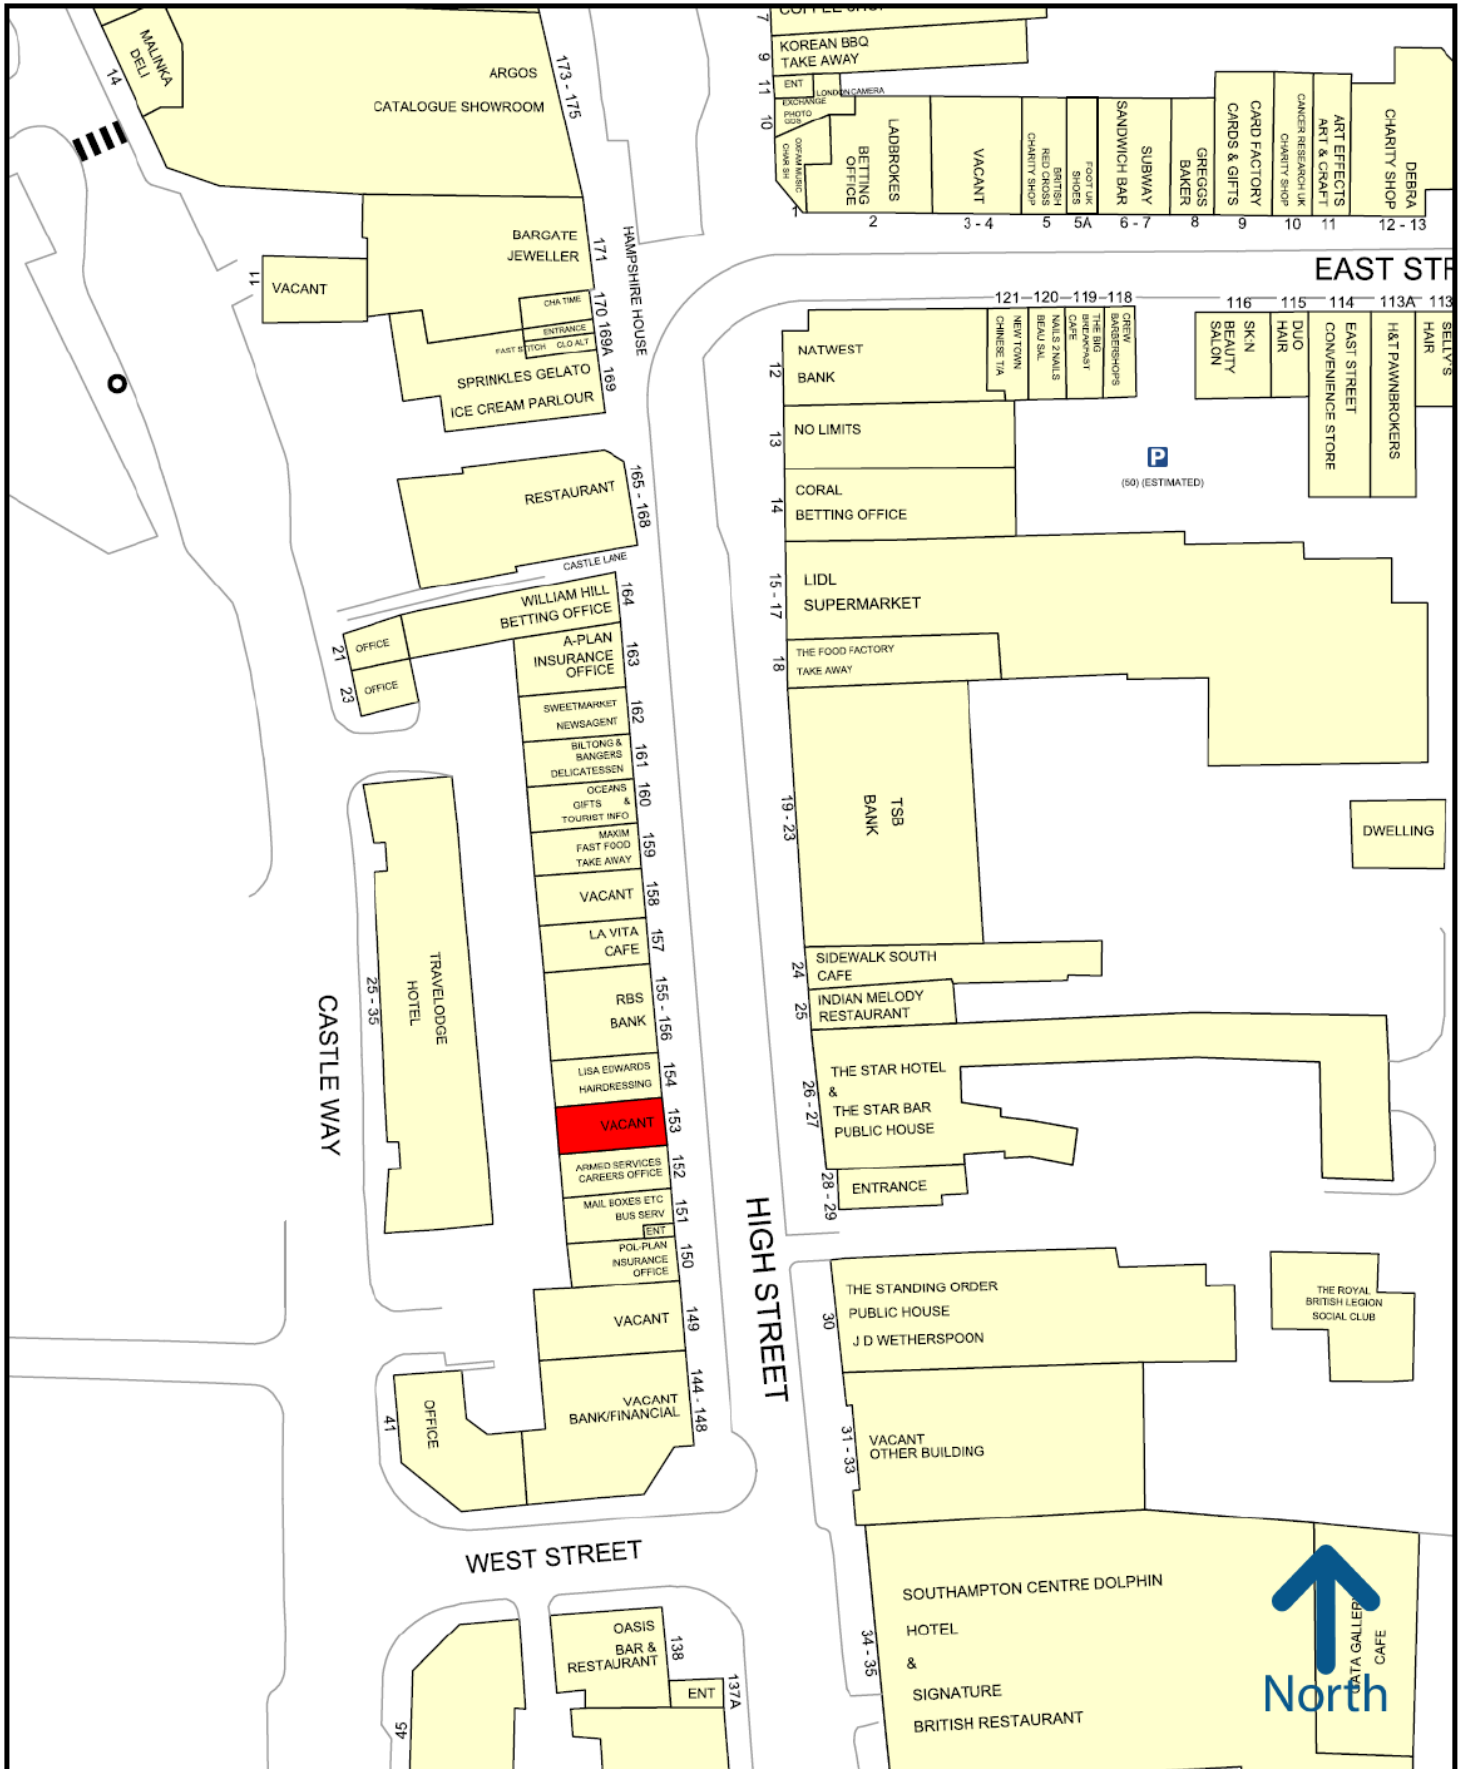 MALINKA
DELI
14
ARGOS
CATALOGUE SHOWROOM
173 - 175
BARGATE
JEWELLER
171
HAMPSHIRE HOUSE
VACANT
11
CHA TIME
170
ENTRANCE
169A
FAST STITCH CLO ALT
SPRINKLES GELATO
ICE CREAM PARLOUR
169
RESTAURANT
165 - 168
CASTLE LANE
WILLIAM HILL
BETTING OFFICE
164
OFFICE
21
OFFICE
23
A-PLAN
INSURANCE
OFFICE
163
SWEETMARKET
NEWSAGENT
162
BILTONG &
BANGERS
DELICATESSEN
161
OCEANS
GIFTS &
TOURIST INFO
160
MAXIM
FAST FOOD
TAKE AWAY
159
VACANT
158
LA VITA
CAFE
157
RBS
BANK
155 - 156
LISA EDWARDS
HAIRDRESSING
154
VACANT
153
ARMED SERVICES
CAREERS OFFICE
152
MAIL BOXES ETC
BUS SERV
151
ENT
POL-PLAN
INSURANCE
OFFICE
150
VACANT
149
VACANT
BANK/FINANCIAL
144 - 148
TRAVELODGE
HOTEL
25 - 35
CASTLE WAY
OFFICE
41
WEST STREET
OASIS
BAR &
RESTAURANT
138
ENT
137A
45
7
KOREAN BBQ
TAKE AWAY
9
ENT
11
LONDON CAMERA
EXCHANGE
PHOTO
GDS
10
OXFAM MUSIC
CHAR SH
1
LADBROKES
BETTING
OFFICE
2
VACANT
3 - 4
BRITISH
RED CROSS
CHARITY SHOP
5
FOOT UK
SHOES
5A
SUBWAY
SANDWICH BAR
6 - 7
GREGGS
BAKER
8
CARD FACTORY
CARDS & GIFTS
9
CANCER RESEARCH UK
CHARITY SHOP
10
ART EFFECTS
ART & CRAFT
11
DEBRA
CHARITY SHOP
12 - 13
EAST STR
NATWEST
BANK
12
NEW TOWN
CHINESE T/A
121
NAILS 2 NAILS
BEAU SAL
120
THE BIG
BREAKFAST
CAFE
119
CREW
BARBERSHOPS
118
SK:N
BEAUTY
SALON
116
DUO
HAIR
115
EAST STREET
CONVENIENCE STORE
114
H&T PAWNBROKERS
113A
SELLY'S
HAIR
113
NO LIMITS
13
CORAL
BETTING OFFICE
14
P
(50) (ESTIMATED)
LIDL
SUPERMARKET
15 - 17
THE FOOD FACTORY
TAKE AWAY
18
TSB
BANK
19 - 23
DWELLING
SIDEWALK SOUTH
CAFE
24
INDIAN MELODY
RESTAURANT
25
THE STAR HOTEL
&
THE STAR BAR
PUBLIC HOUSE
26 - 27
ENTRANCE
28 - 29
HIGH STREET
THE STANDING ORDER
PUBLIC HOUSE
J D WETHERSPOON
30
THE ROYAL
BRITISH LEGION
SOCIAL CLUB
VACANT
OTHER BUILDING
31 - 33
SOUTHAMPTON CENTRE DOLPHIN
HOTEL
&
SIGNATURE
BRITISH RESTAURANT
34 - 35
CAFE
North